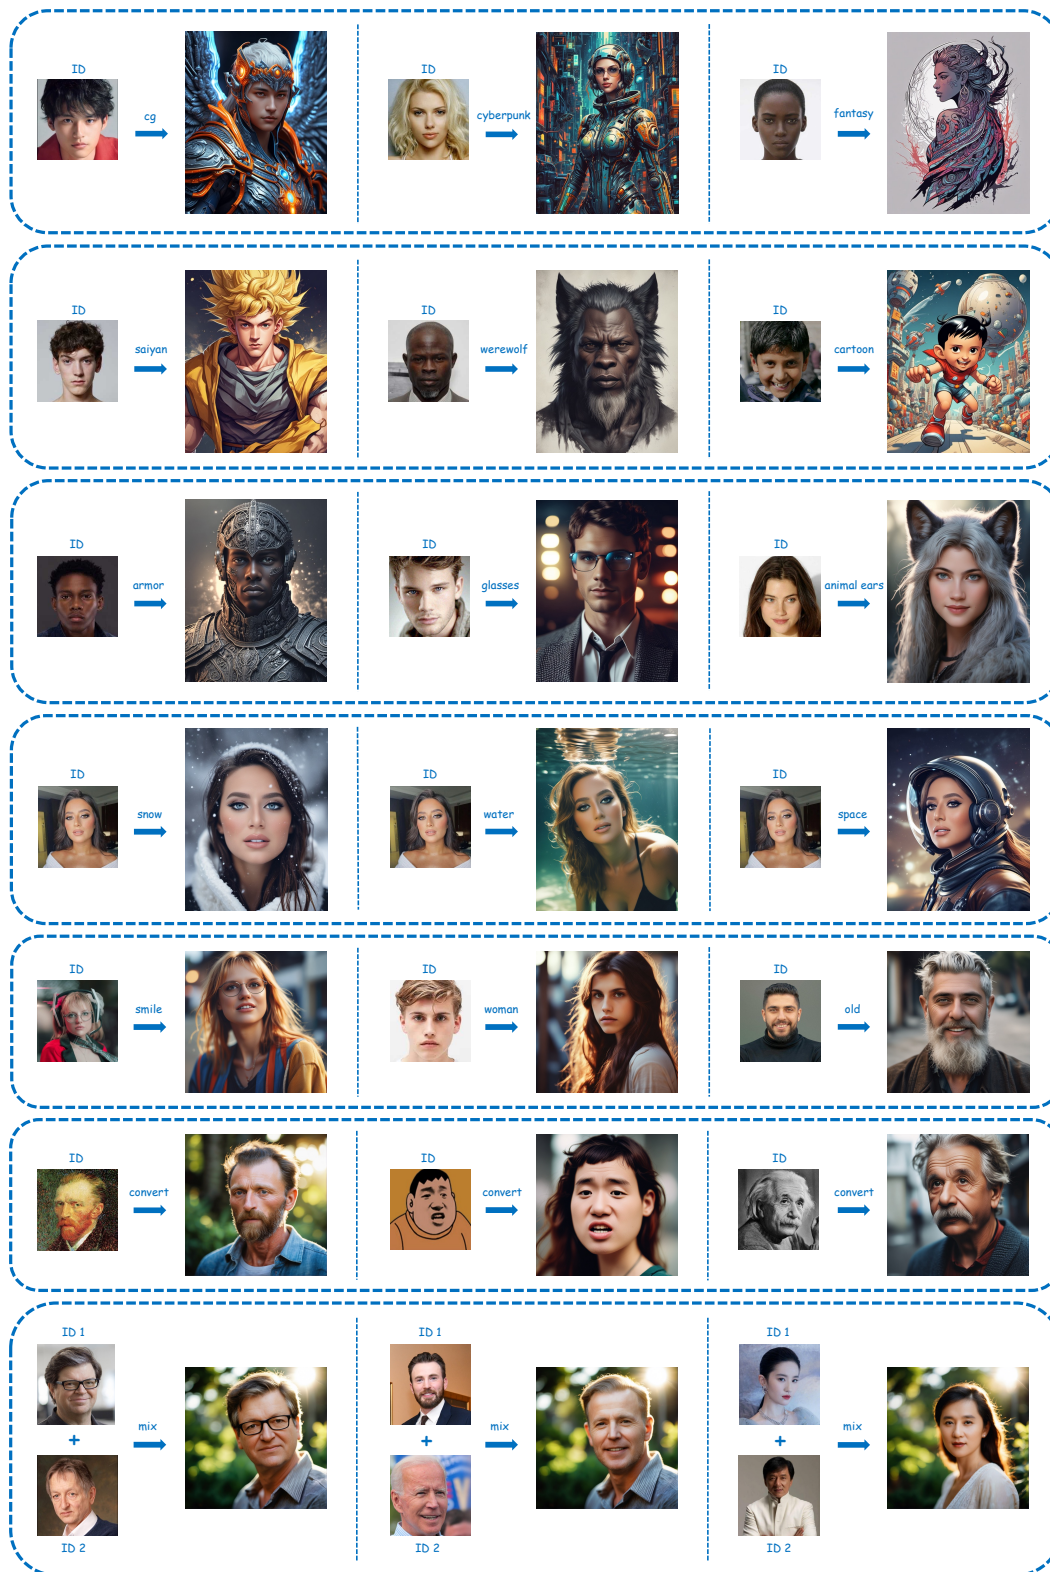 ID
cg
ID
cyberpunk
ID
fantasy
ID
saiyan
ID
werewolf
ID
cartoon
ID
armor
ID
glasses
ID
animal ears
ID
snow
ID
water
ID
space
ID
smile
ID
woman
ID
old
ID
convert
ID
convert
ID
convert
ID 1
+
mix
ID 2
ID 1
+
mix
ID 2
ID 1
+
mix
ID 2